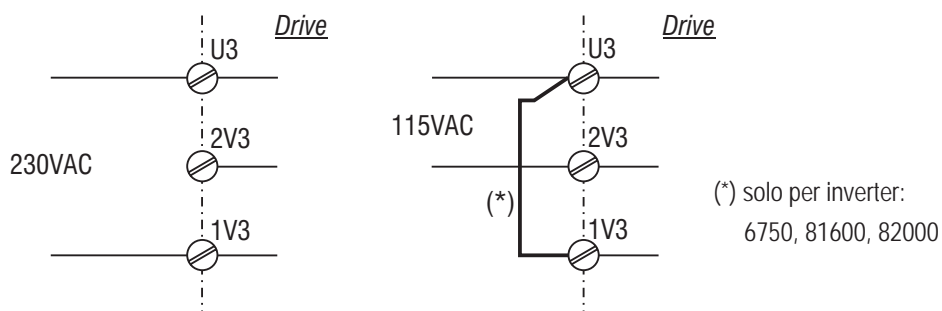 Drive
U3
2V3
230VAC
1V3
Drive
U3
115VAC
2V3
(*)
1V3
(*) solo per inverter:
6750, 81600, 82000